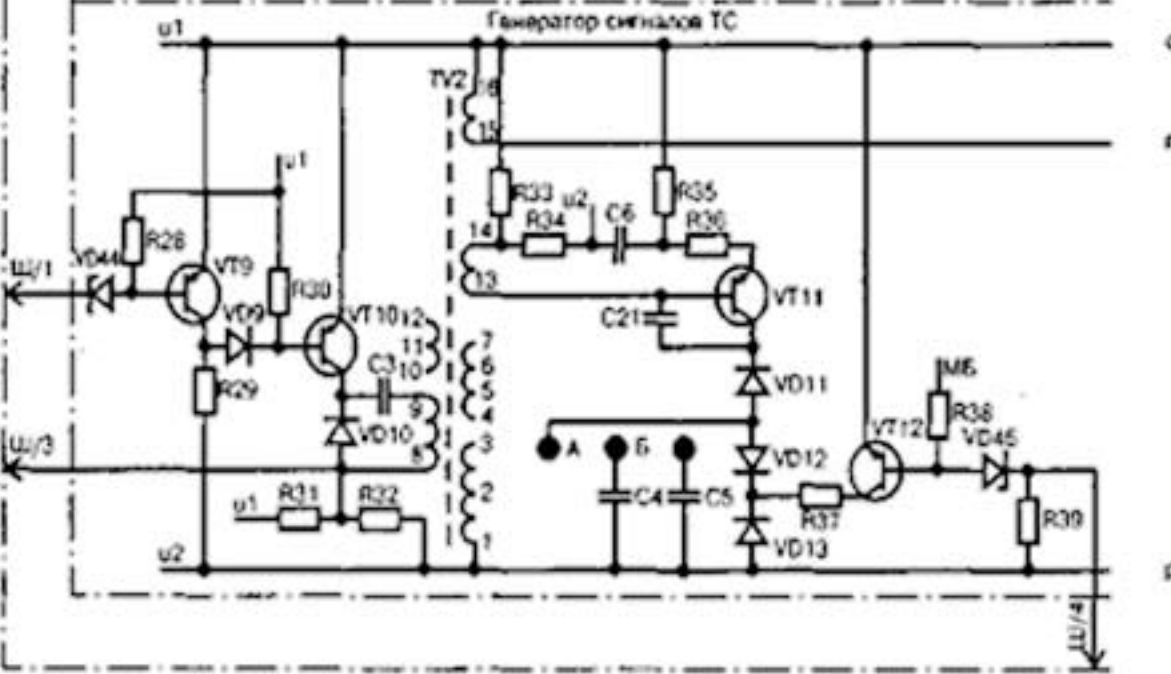 Генератор сигналов ТС
u1
TV2
16
15
u1
R33
u2
C6
R35
R34
R36
14
R28
VD44
Ш/1
VT9
13
R30
VT11
VD9
VT10
12
C21
11
7
C3
10
6
VD11
R29
9
5
МБ
4
R38
VD10
VT12
VD45
Ш/3
8
3
А
Б
VD12
R31
R32
2
C4
C5
u1
R37
R39
1
VD13
u2
Ш/4